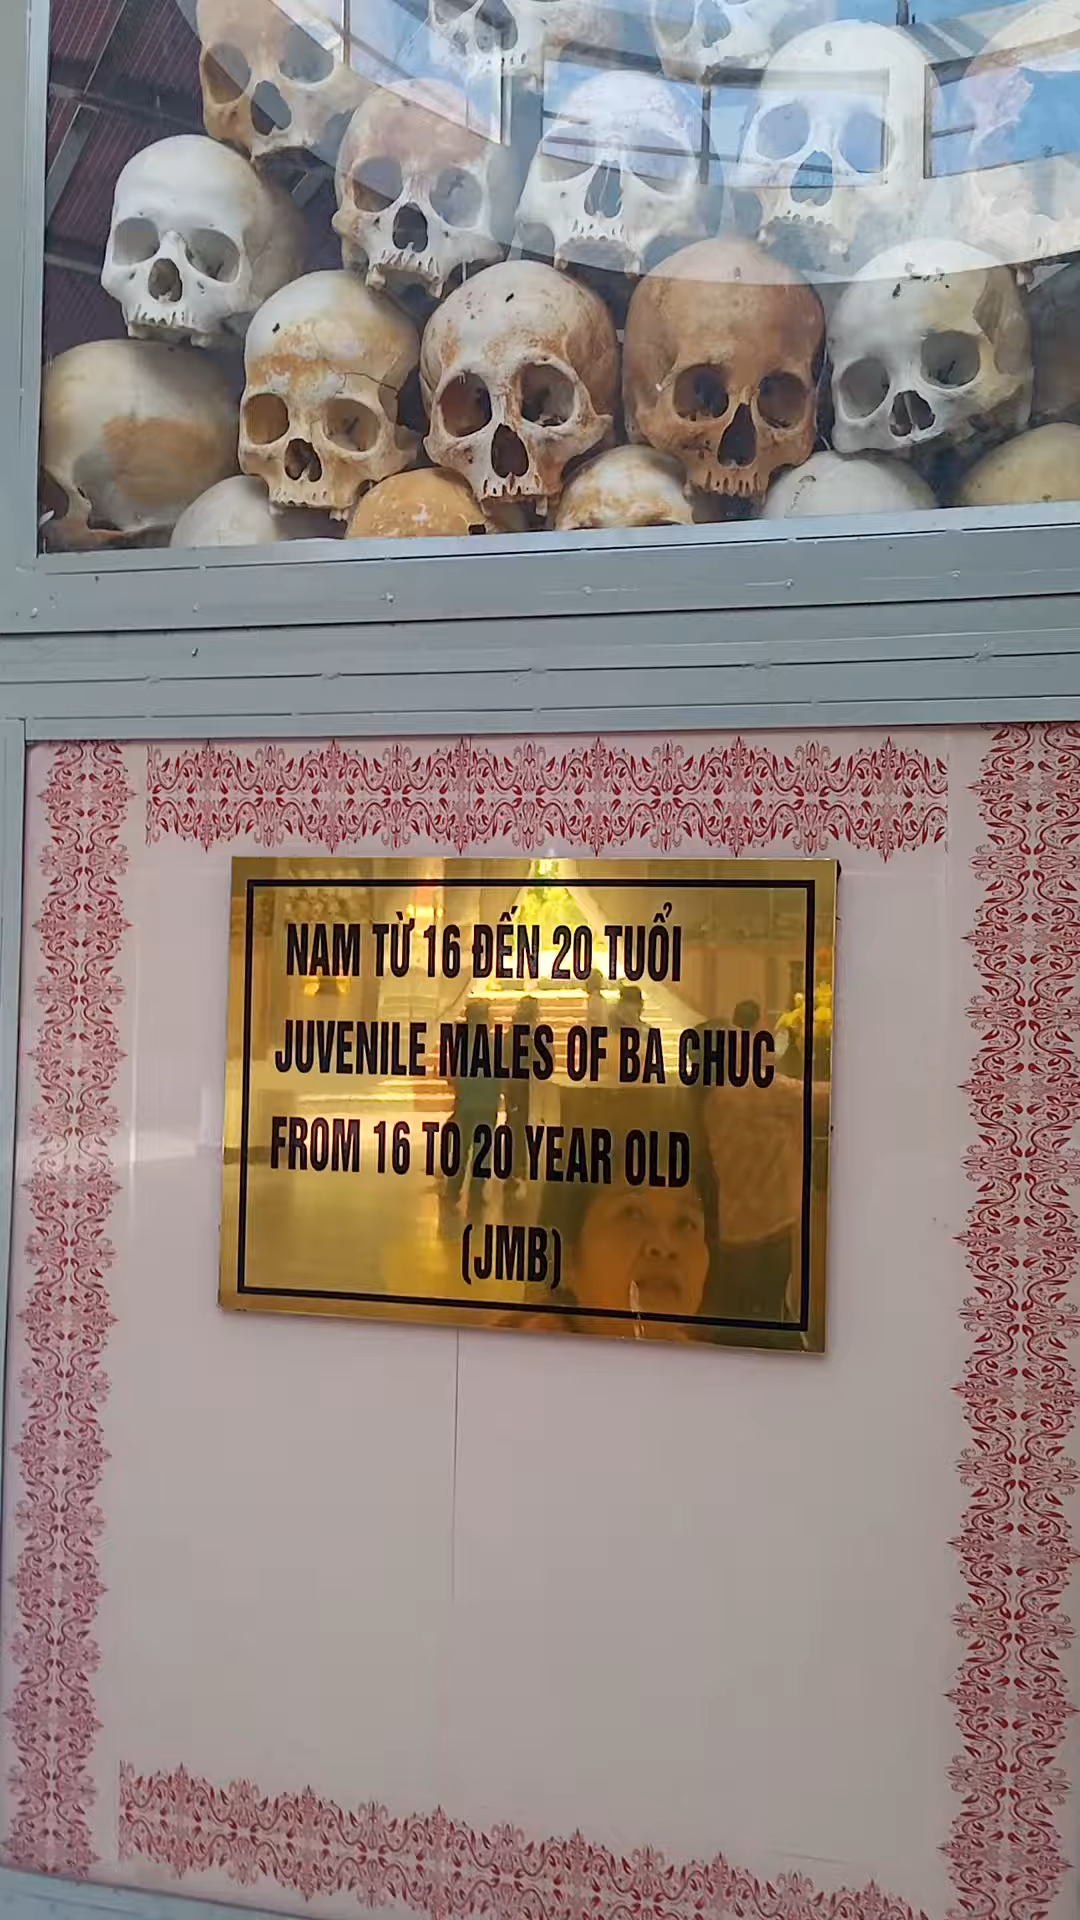 NAM TỪ 16 ĐẾN 20 TUỔI
JUVENILE MALES OF BA CHUC
FROM 16 TO 20 YEAR OLD
(JMB)